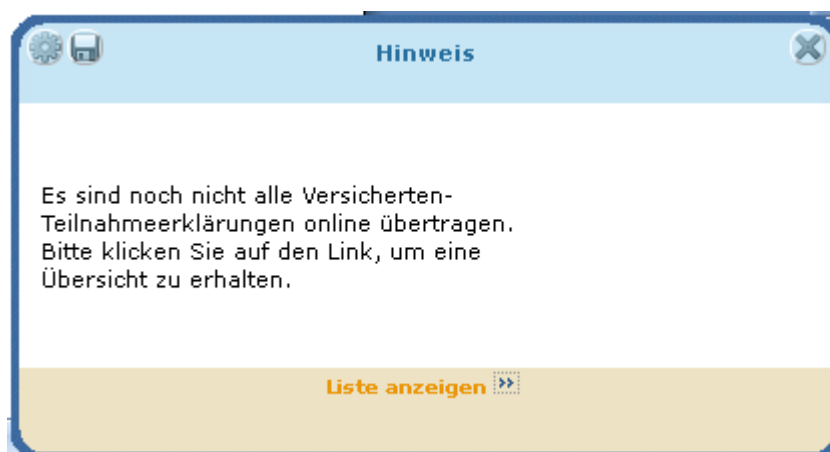 Hinweis
Es sind noch nicht alle Versicherten-
Teilnahmeerklärungen online übertragen.
Bitte klicken Sie auf den Link, um eine
Übersicht zu erhalten.
Liste anzeigen